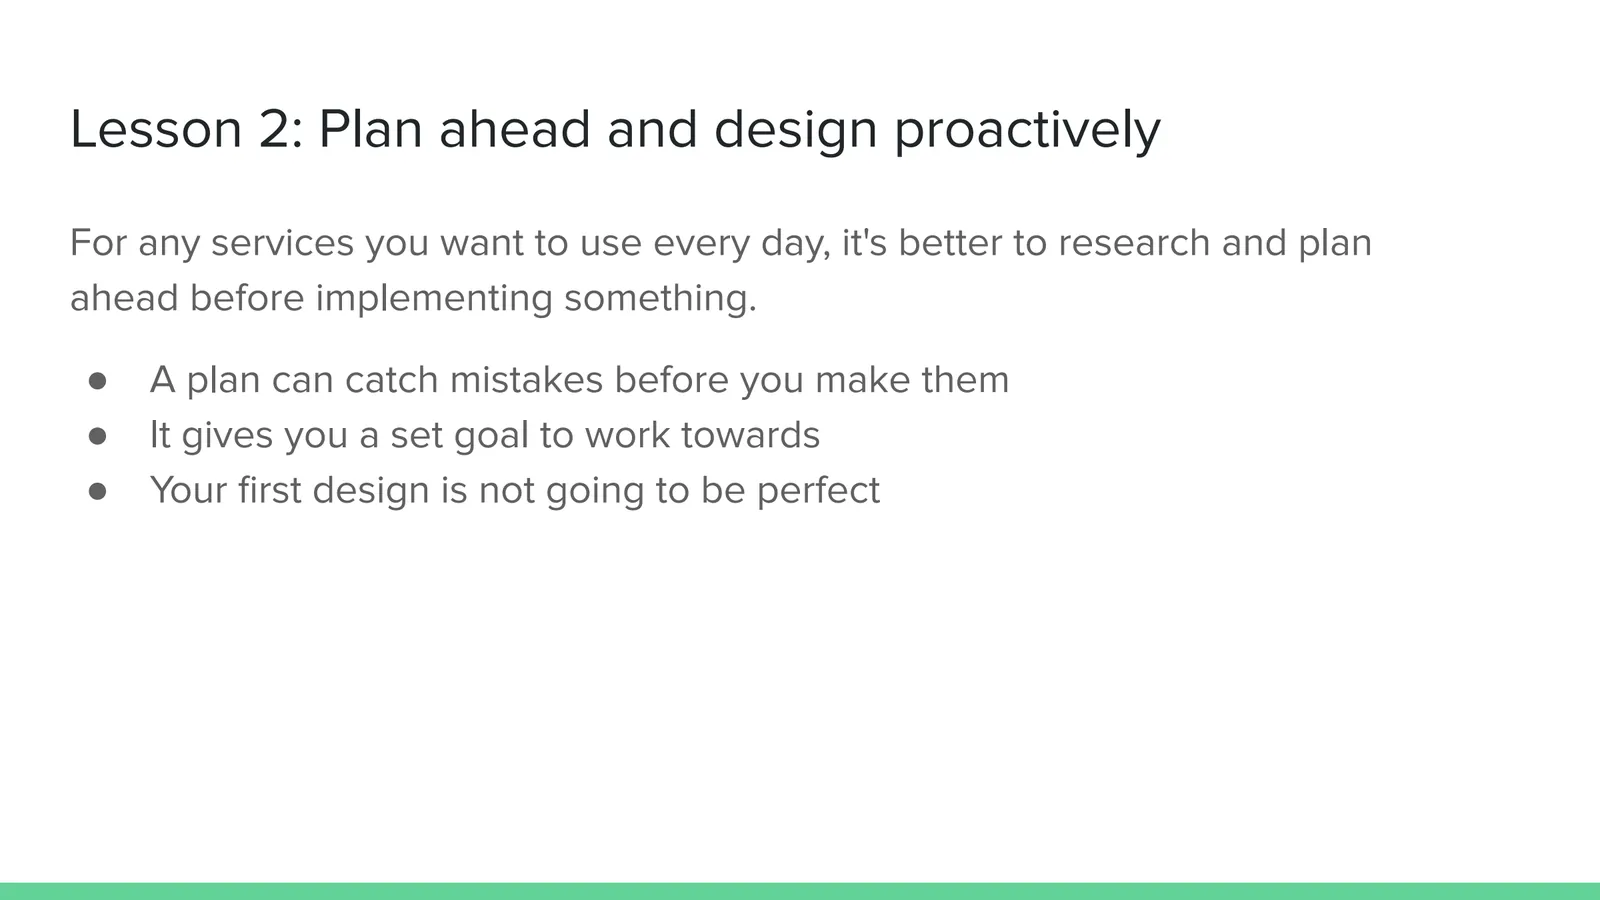 Lesson 2: Plan ahead and design proactively
For any services you want to use every day, it's better to research and plan
ahead before implementing something.
● A plan can catch mistakes before you make them
● It gives you a set goal to work towards
● Your first design is not going to be perfect